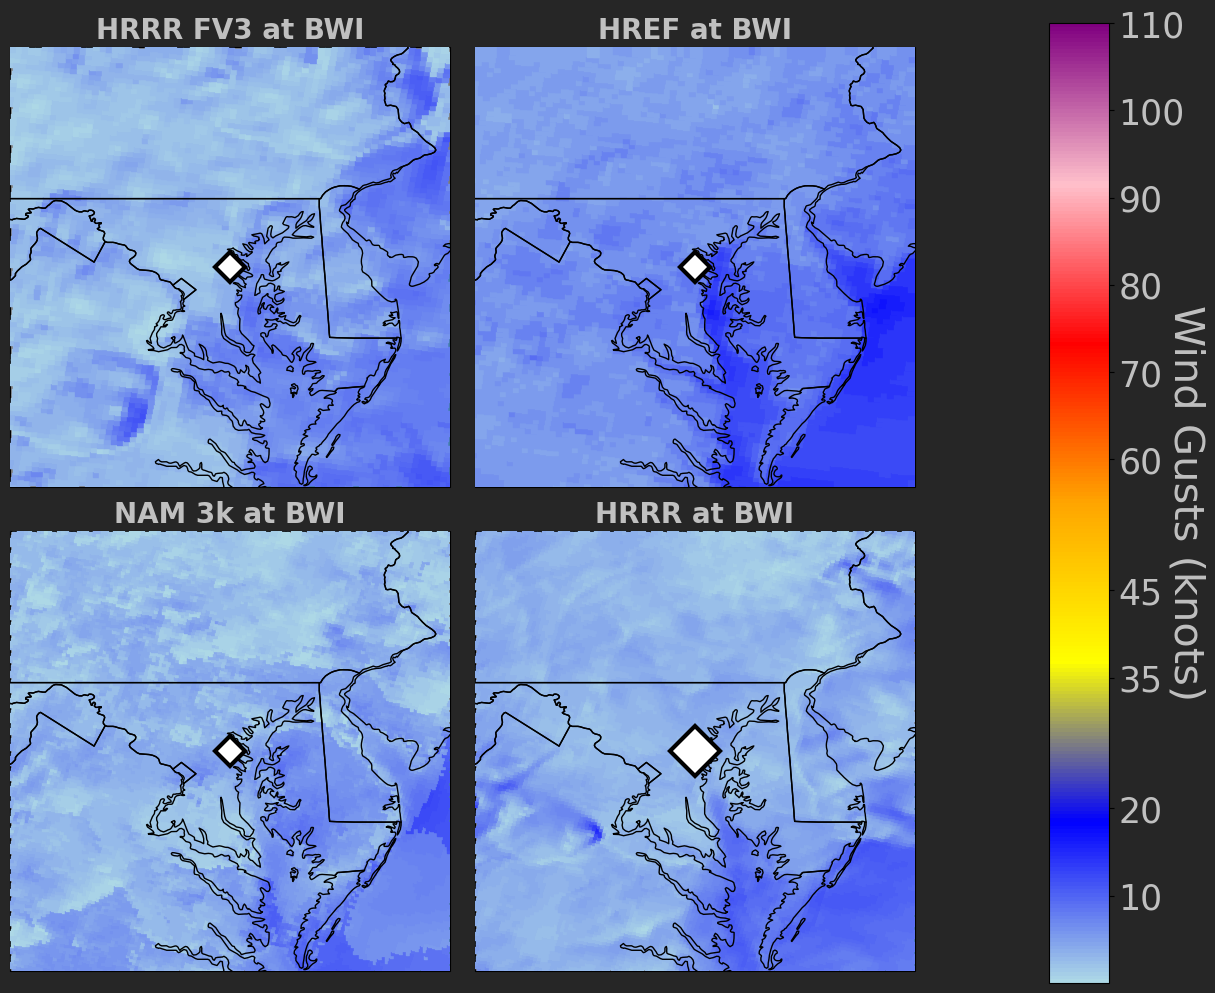 HRRR FV3 at BWI
HREF at BWI
NAM 3k at BWI
HRRR at BWI
110
100
90
80
70
60
45
35
20
10
Wind Gusts (knots)